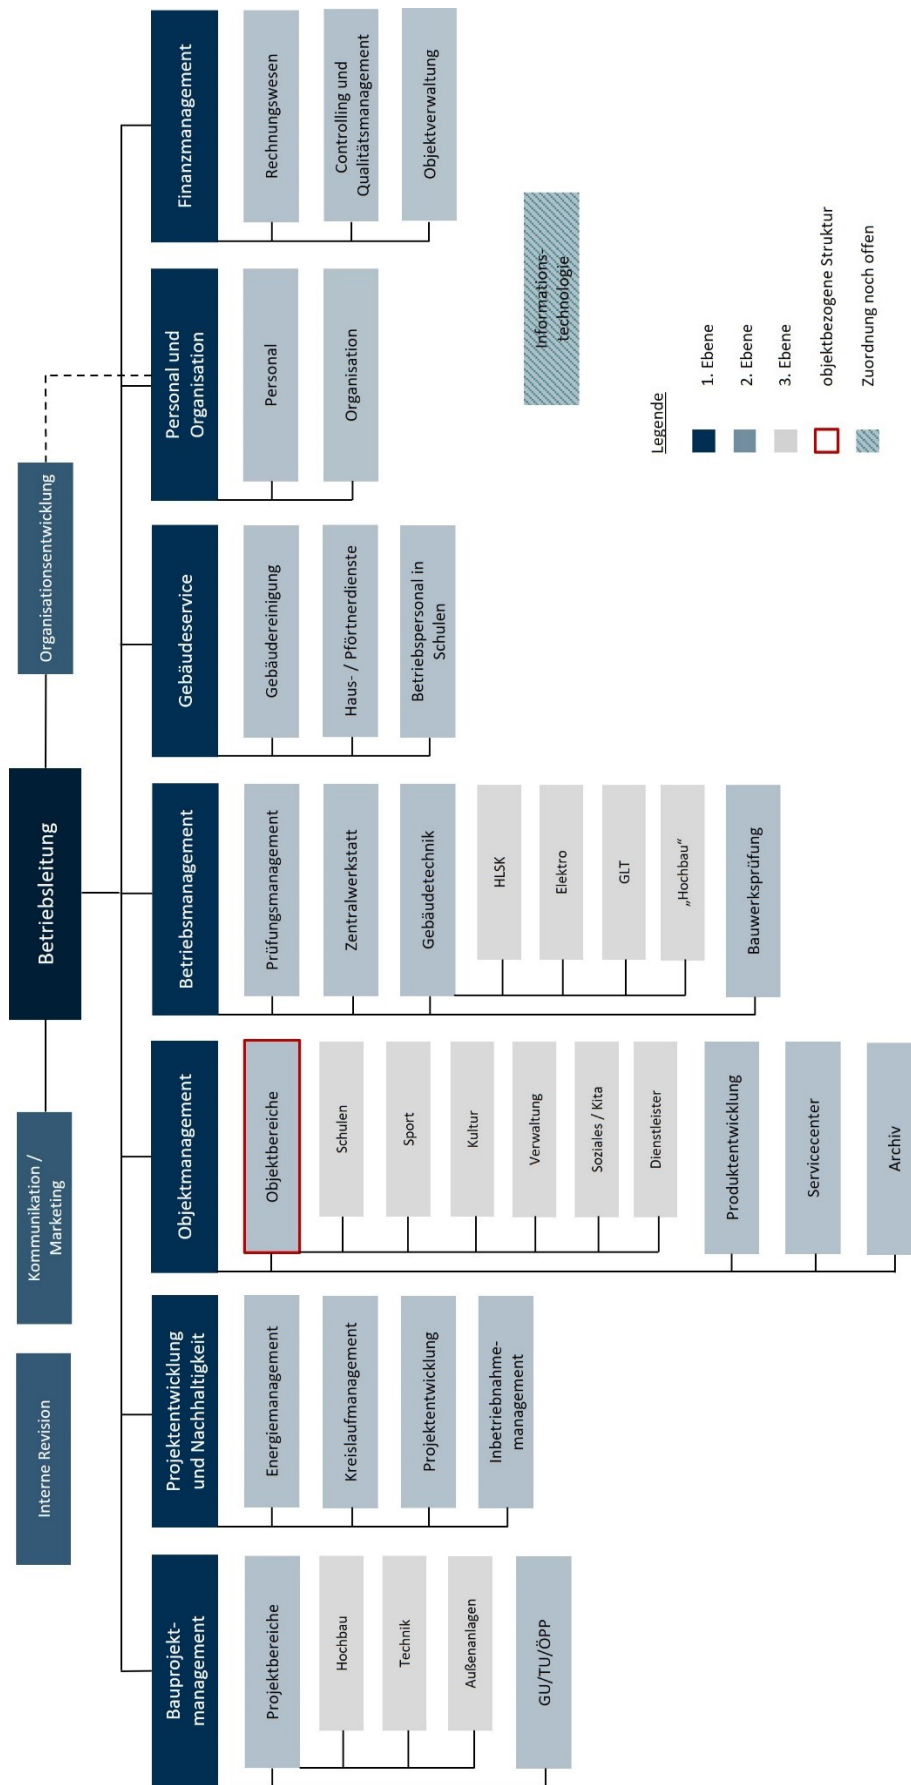 Betriebsleitung
Interne Revision
Kommunikation /
Marketing
Organisationsentwicklung
Bauprojekt-
management
Projektbereiche
Hochbau
Technik
Außenanlagen
GU/TU/ÖPP
Projektentwicklung
und Nachhaltigkeit
Energiemanagement
Kreislaufmanagement
Projektentwicklung
Inbetriebnahme-
management
Objektmanagement
Objektbereiche
Schulen
Sport
Kultur
Verwaltung
Soziales / Kita
Dienstleister
Produktentwicklung
Servicecenter
Archiv
Betriebsmanagement
Prüfungsmanagement
Zentralwerkstatt
Gebäudetechnik
HLSK
Elektro
GLT
„Hochbau“
Bauwerksprüfung
Gebäudeservice
Gebäudereinigung
Haus- / Pförtnerdienste
Betriebspersonal in
Schulen
Personal und
Organisation
Personal
Organisation
Finanzmanagement
Rechnungswesen
Controlling und
Qualitätsmanagement
Objektverwaltung
Informations-
technologie
Legende
1. Ebene
2. Ebene
3. Ebene
objektbezogene Struktur
Zuordnung noch offen